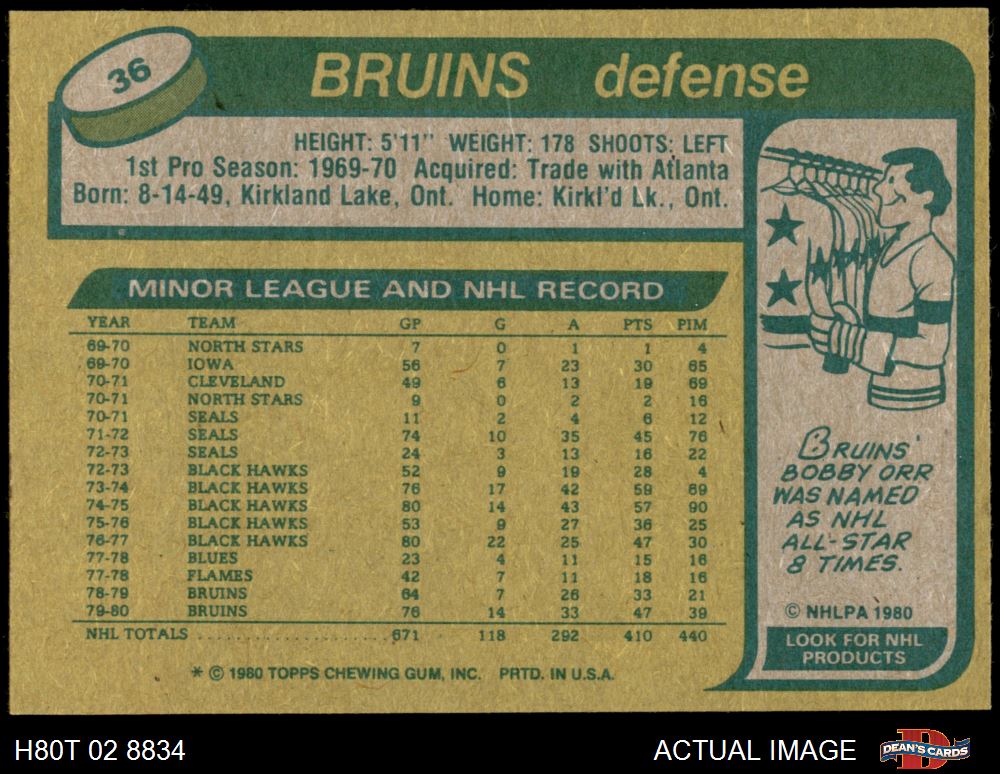 36
BRUINS defense
HEIGHT: 5'11" WEIGHT: 178 SHOOTS: LEFT
1st Pro Season: 1969-70 Acquired: Trade with Atlanta
Born: 8-14-49, Kirkland Lake, Ont. Home: Kirkl'd Lk., Ont.
MINOR LEAGUE AND NHL RECORD
YEAR TEAM GP G A PTS PIM
69-70 NORTH STARS 7 0 1 1 4
69-70 IOWA 56 7 23 30 65
70-71 CLEVELAND 49 6 13 19 69
70-71 NORTH STARS 9 0 2 2 16
70-71 SEALS 11 2 4 6 12
71-72 SEALS 74 10 35 45 76
72-73 SEALS 24 3 13 16 22
72-73 BLACK HAWKS 52 9 19 28 4
73-74 BLACK HAWKS 76 17 42 59 69
74-75 BLACK HAWKS 80 14 43 57 90
75-76 BLACK HAWKS 53 9 27 36 25
76-77 BLACK HAWKS 80 22 25 47 30
77-78 BLUES 23 4 11 15 16
77-78 FLAMES 42 7 11 18 16
78-79 BRUINS 64 7 26 33 21
79-80 BRUINS 76 14 33 47 39
NHL TOTALS .................... 671 118 292 410 440
* © 1980 TOPPS CHEWING GUM, INC. PRTD. IN U.S.A.
BRUINS'
BOBBY ORR
WAS NAMED
AS NHL
ALL-STAR
8 TIMES.
© NHLPA 1980
LOOK FOR NHL
PRODUCTS
H80T 02 8834
ACTUAL IMAGE
D
DEAN'S CARDS